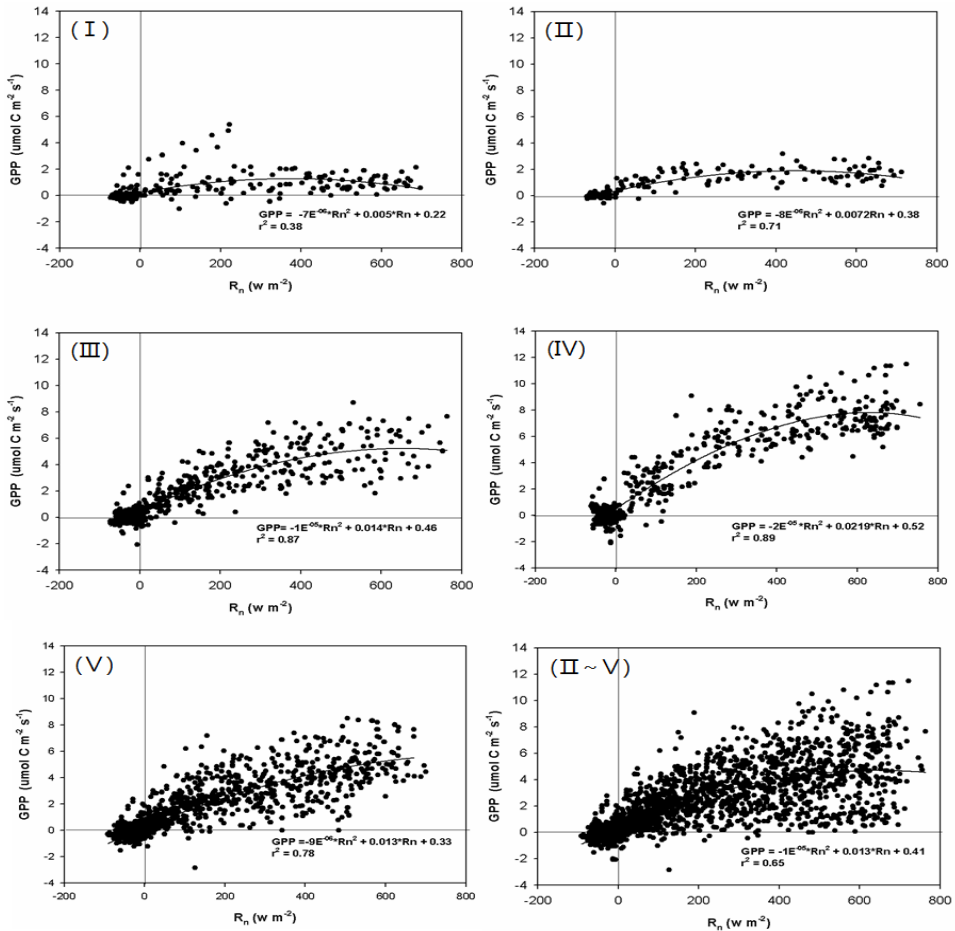 (Ⅰ)
14
12
10
8
6
4
2
0
-2
-4
GPP (umol C m⁻² s⁻¹)
GPP = -7E⁻⁰⁶*Rn² + 0.005*Rn + 0.22
r² = 0.38
-200 0 200 400 600 800
Rₙ (w m⁻²)
(Ⅱ)
14
12
10
8
6
4
2
0
-2
-4
GPP (umol C m⁻² s⁻¹)
GPP = -8E⁻⁰⁶Rn² + 0.0072Rn + 0.38
r² = 0.71
-200 0 200 400 600 800
Rₙ (w m⁻²)
(Ⅲ)
14
12
10
8
6
4
2
0
-2
-4
GPP (umol C m⁻² s⁻¹)
GPP= -1E⁻⁰⁵*Rn² + 0.014*Rn + 0.46
r² = 0.87
-200 0 200 400 600 800
Rₙ (w m⁻²)
(Ⅳ)
14
12
10
8
6
4
2
0
-2
-4
GPP (umol C m⁻² s⁻¹)
GPP = -2E⁻⁰⁵*Rn² + 0.0219*Rn + 0.52
r² = 0.89
-200 0 200 400 600 800
Rₙ (w m⁻²)
(Ⅴ)
14
12
10
8
6
4
2
0
-2
-4
GPP (umol C m⁻² s⁻¹)
GPP =-9E⁻⁰⁶*Rn² + 0.013*Rn + 0.33
r² = 0.78
-200 0 200 400 600 800
Rₙ (w m⁻²)
(Ⅱ~Ⅴ)
14
12
10
8
6
4
2
0
-2
-4
GPP (umol C m⁻² s⁻¹)
GPP = -1E⁻⁰⁵*Rn² + 0.013*Rn + 0.41
r² = 0.65
-200 0 200 400 600 800
Rₙ (w m⁻²)